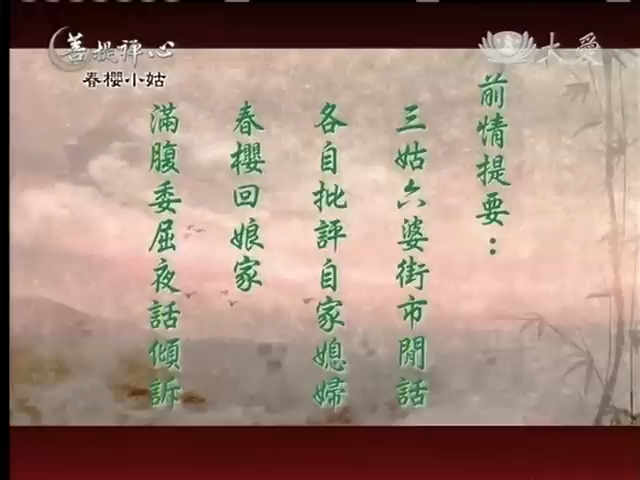 菩提禪心
春櫻小姑
大愛
前情提要：
三姑六婆街市閒話
各自批評自家媳婦
春櫻回娘家
滿腹委屈夜話傾訴